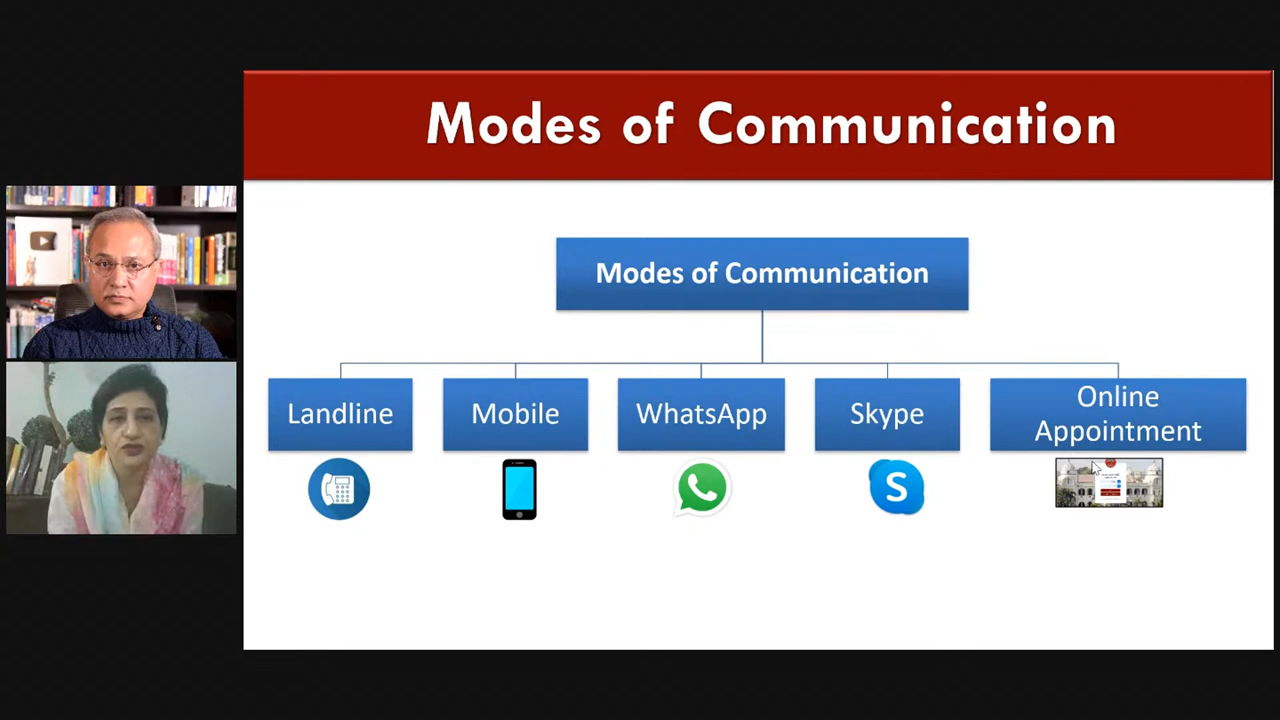 Modes of Communication
Modes of Communication
Landline
Mobile
WhatsApp
Skype
Online
Appointment
S